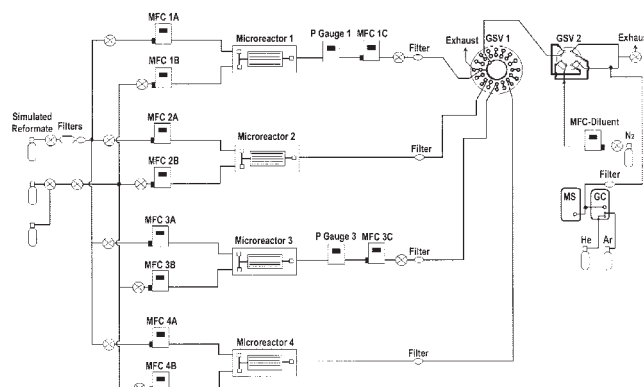 MFC 1A
Microreactor 1
P Gauge 1
MFC 1C
Filter
Exhaust
GSV 1
GSV 2
Exhaus
MFC 1B
Simulated
Reformate
Filters
MFC 2A
Microreactor 2
MFC 2B
Filter
MFC-Diluent
N2
Filter
MS
GC
He
Ar
MFC 3A
Microreactor 3
P Gauge 3
MFC 3C
Filter
MFC 3B
MFC 4A
Microreactor 4
Filter
MFC 4B